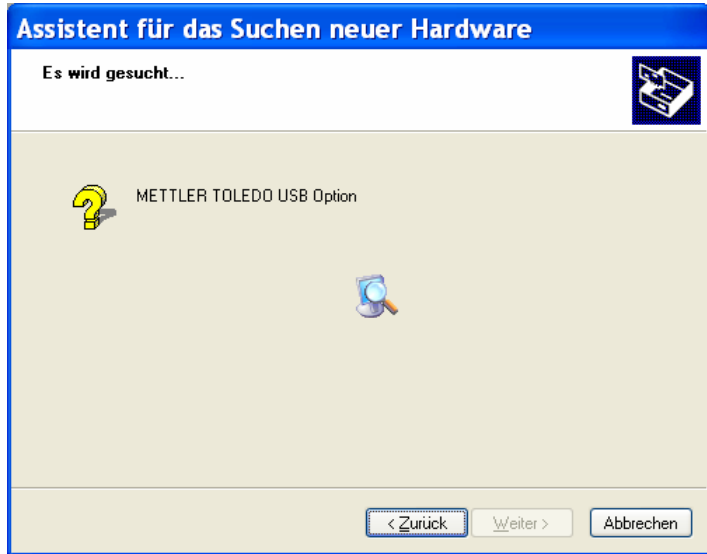 Assistent für das Suchen neuer Hardware
Es wird gesucht...
METTLER TOLEDO USB Option
< Zurück
Weiter >
Abbrechen